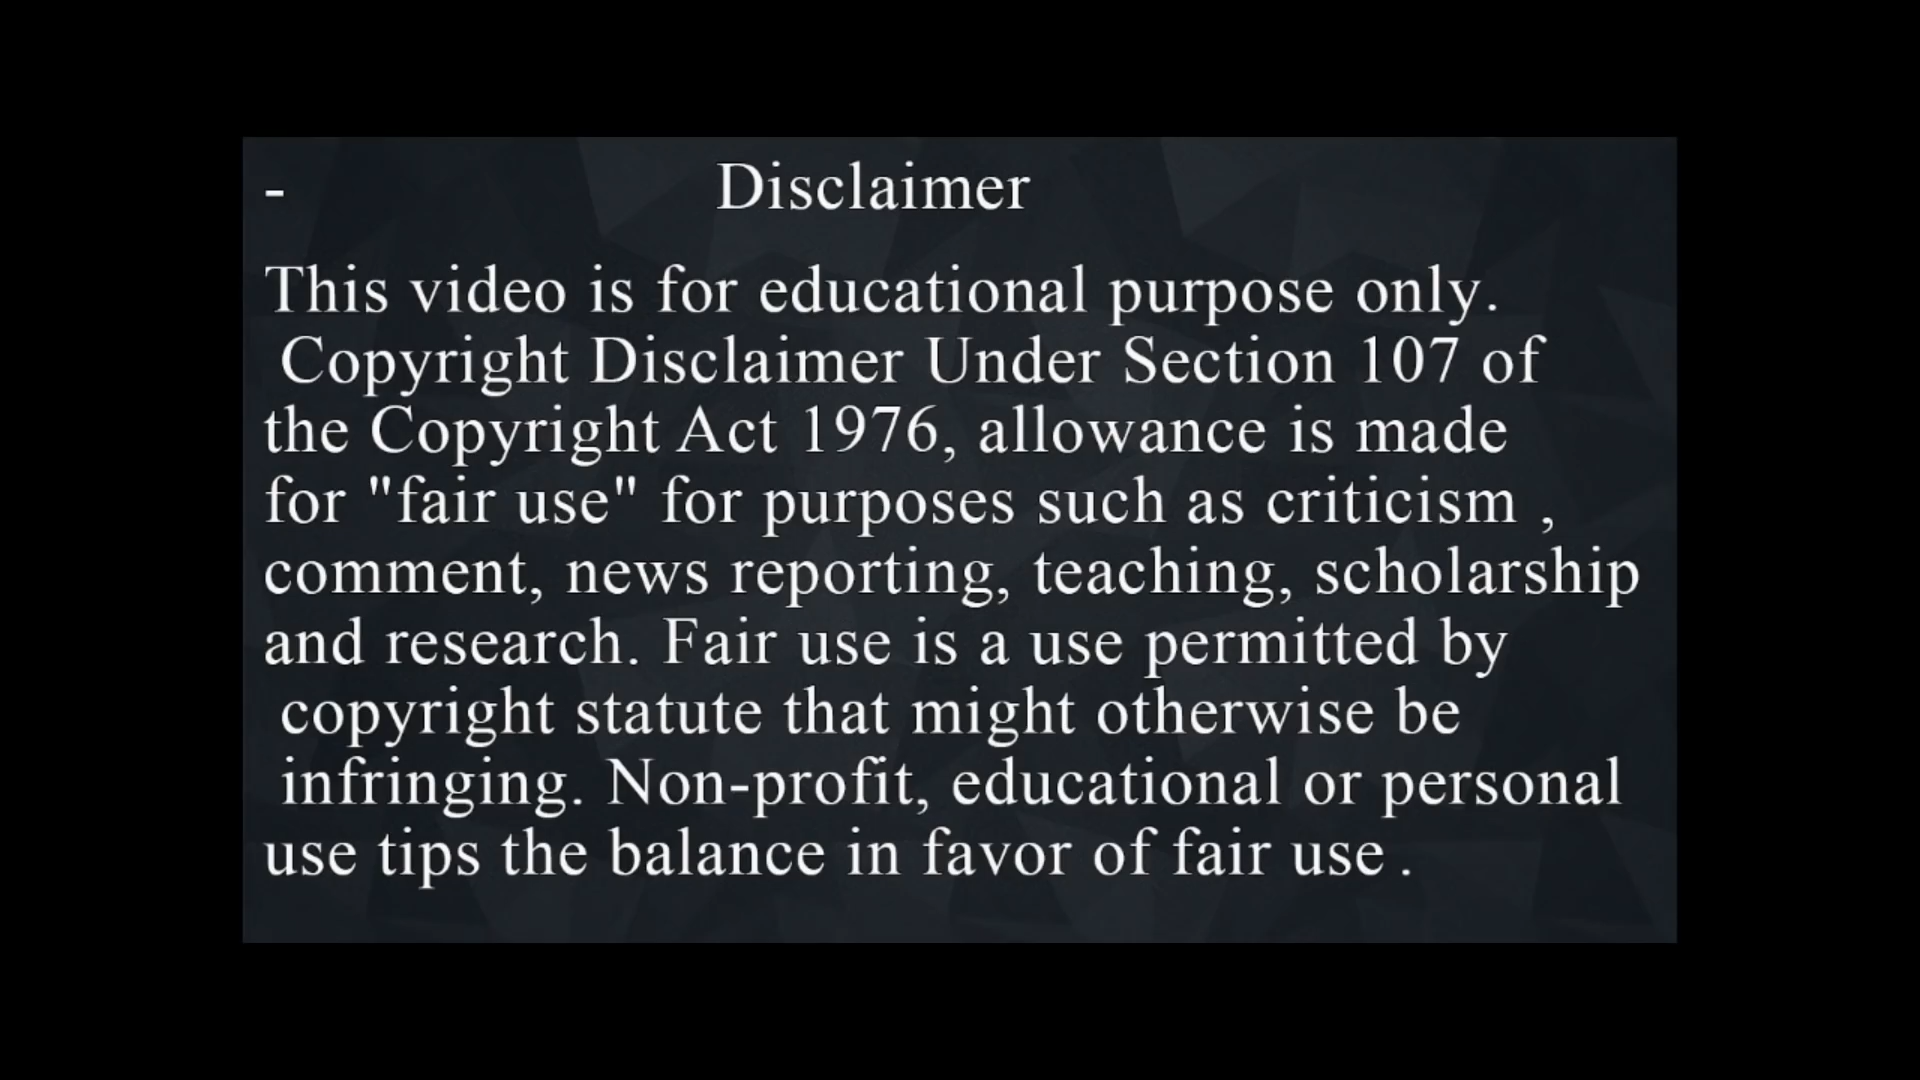 - Disclaimer
This video is for educational purpose only.
Copyright Disclaimer Under Section 107 of
the Copyright Act 1976, allowance is made
for "fair use" for purposes such as criticism ,
comment, news reporting, teaching, scholarship
and research. Fair use is a use permitted by
copyright statute that might otherwise be
infringing. Non-profit, educational or personal
use tips the balance in favor of fair use .